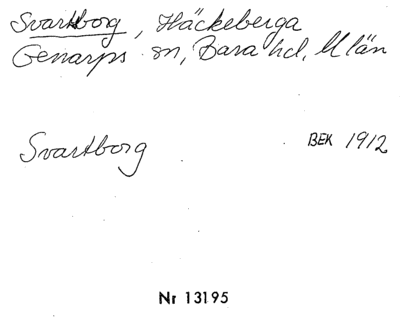 Svartborg, Häckeberga
Genarps sn, Bara hd, M län
Svartborg BEK 1912
Nr 13195